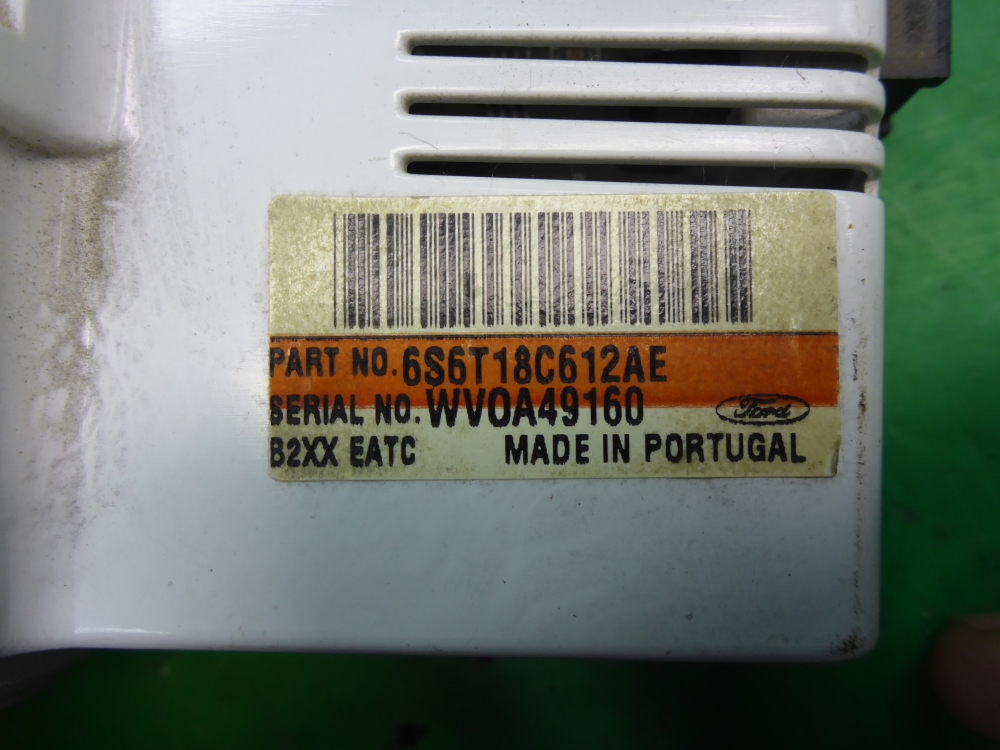 PART NO. 6S6T18C612AE
SERIAL NO. WV0A49160
Ford
B2XX EATC MADE IN PORTUGAL